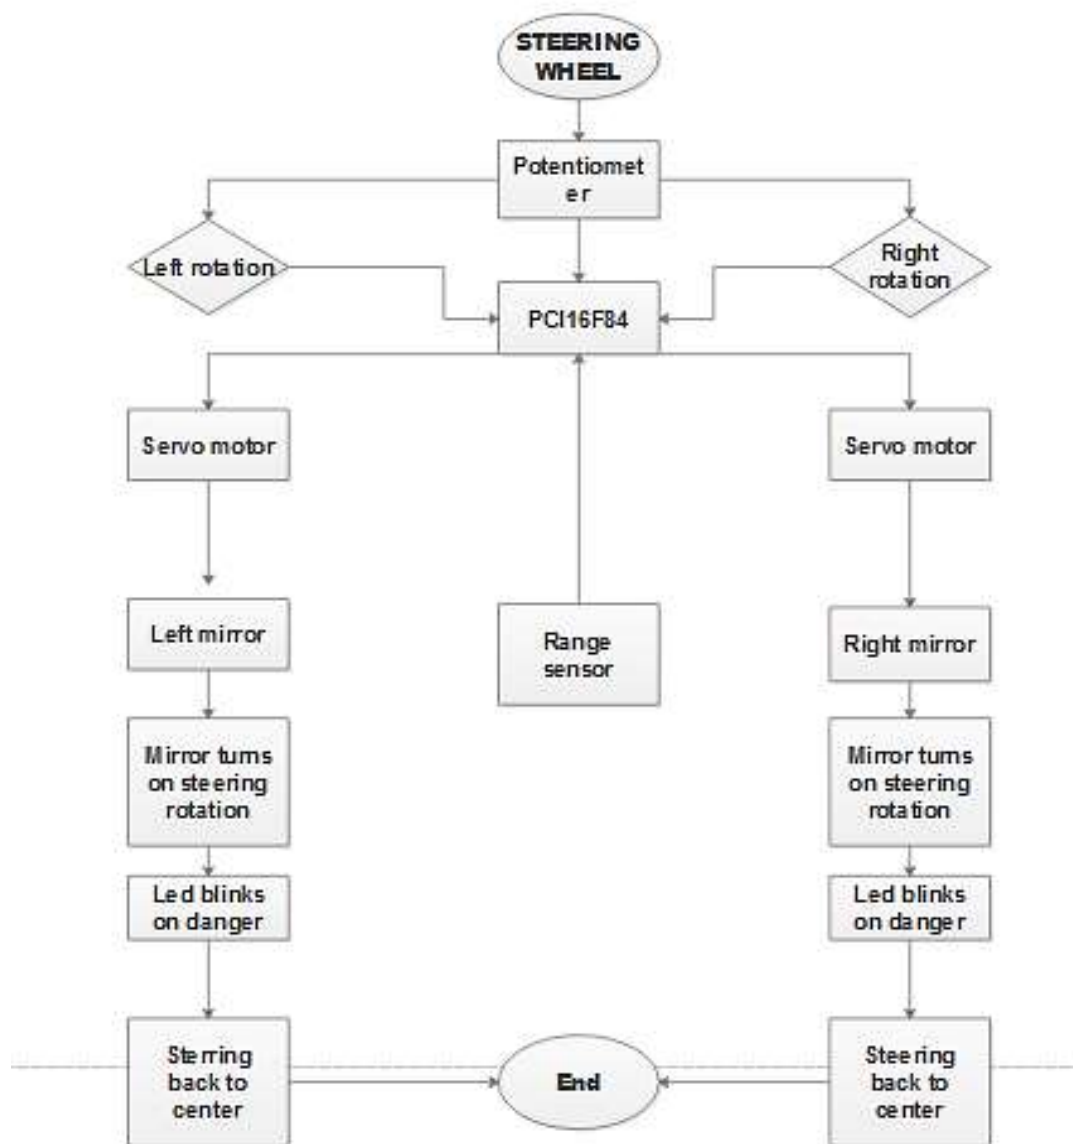 STEERING
WHEEL
Potentiomet
er
Left rotation
Right
rotation
PCI16F84
Servo motor
Servo motor
Left mirror
Range
sensor
Right mirror
Mirror turns
on steering
rotation
Mirror turns
on steering
rotation
Led blinks
on danger
Led blinks
on danger
Sterring
back to
center
End
Steering
back to
center